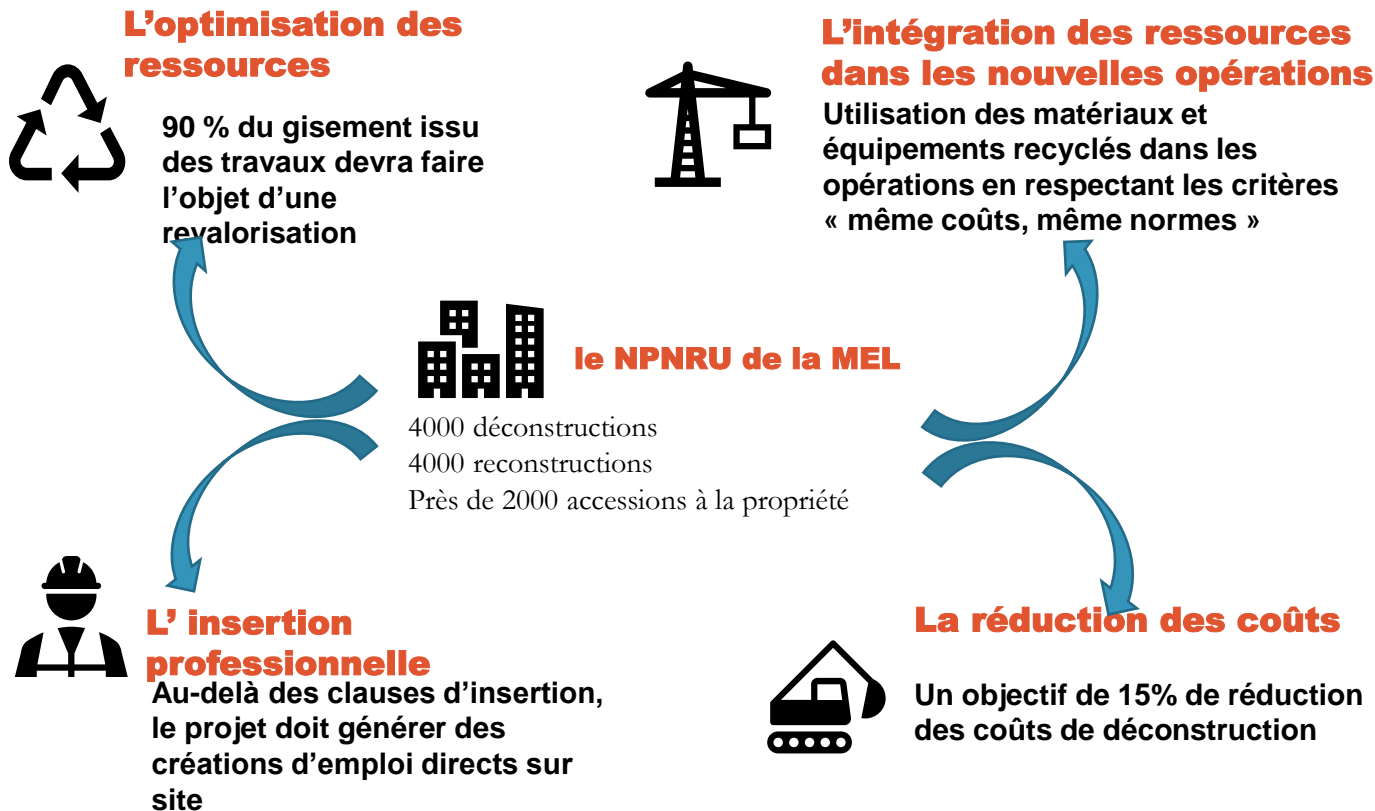 L'optimisation des
ressources
90 % du gisement issu
des travaux devra faire
l'objet d'une
revalorisation
L'intégration des ressources
dans les nouvelles opérations
Utilisation des matériaux et
équipements recyclés dans les
opérations en respectant les critères
« même coûts, même normes »
le NPNRU de la MEL
4000 déconstructions
4000 reconstructions
Près de 2000 accessions à la propriété
L' insertion
professionnelle
Au-delà des clauses d'insertion,
le projet doit générer des
créations d'emploi directs sur
site
La réduction des coûts
Un objectif de 15% de réduction
des coûts de déconstruction